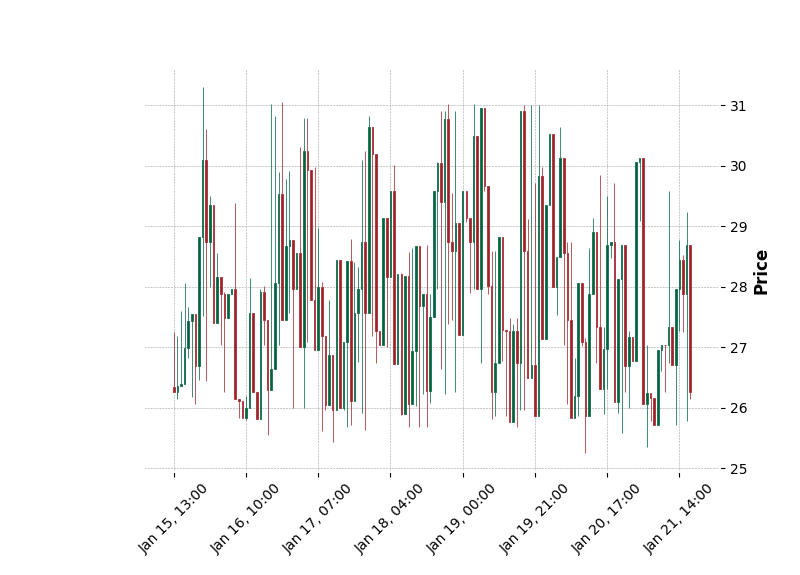 31
30
29
28
27
26
25
Price
Jan 15, 13:00
Jan 16, 10:00
Jan 17, 07:00
Jan 18, 04:00
Jan 19, 00:00
Jan 19, 21:00
Jan 20, 17:00
Jan 21, 14:00